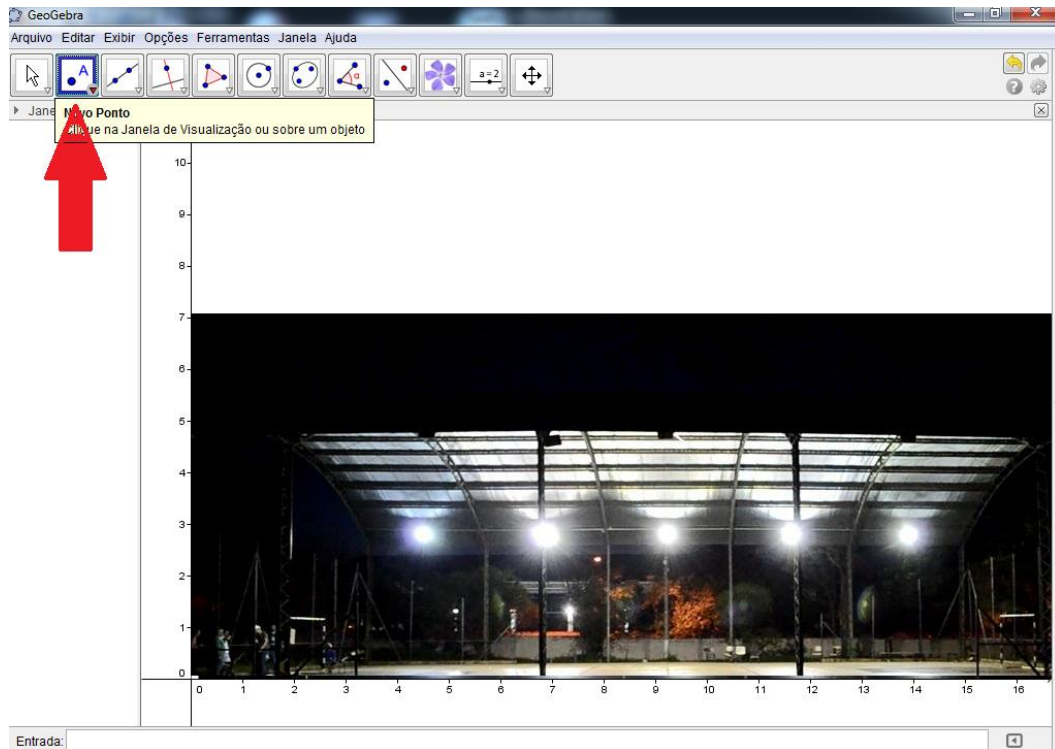 GeoGebra
Arquivo Editar Exibir Opções Ferramentas Janela Ajuda
A
α
a=2
Jane
Novo Ponto
Clique na Janela de Visualização ou sobre um objeto
10
9
8
7
6
5
4
3
2
1
0
0 1 2 3 4 5 6 7 8 9 10 11 12 13 14 15 16
Entrada: